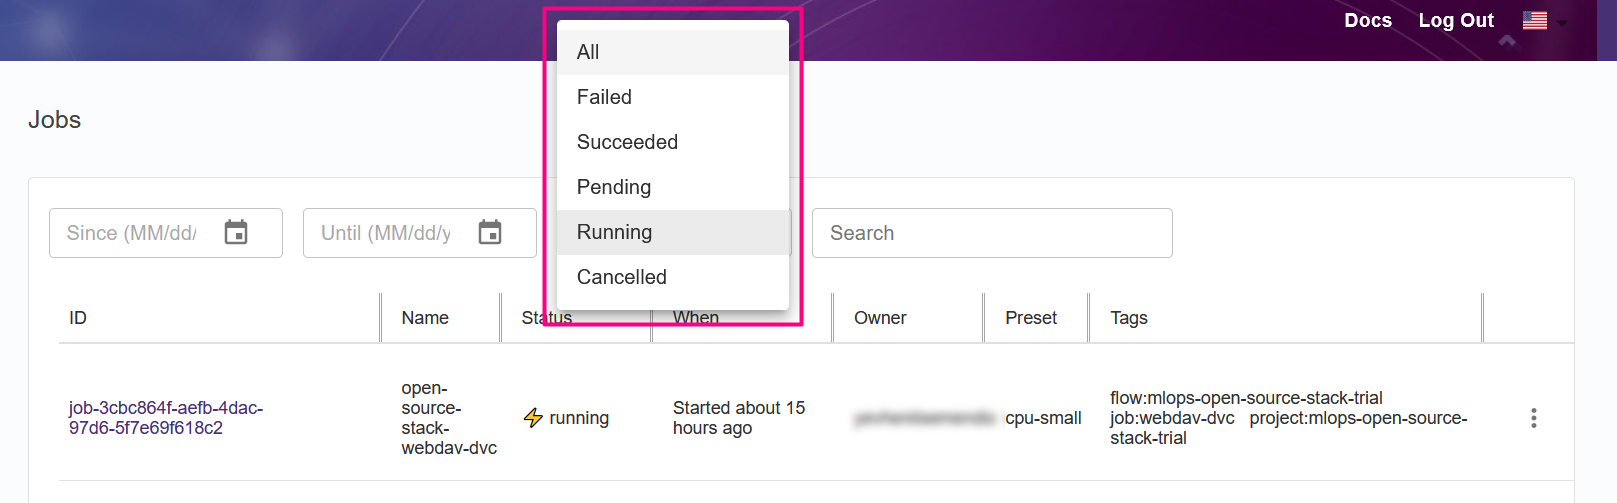 Docs Log Out
All
Failed
Jobs
Succeeded
Pending
Since (MM/dd/
Until (MM/dd/y
Running
Search
Cancelled
ID Name Status When Owner Preset Tags
job-3cbc864f-aefb-4dac-
97d6-5f7e69f618c2
open-
source-
stack-
webdav-dvc
running
Started about 15
hours ago
cpu-small
flow:mlops-open-source-stack-trial
job:webdav-dvc project:mlops-open-source-
stack-trial